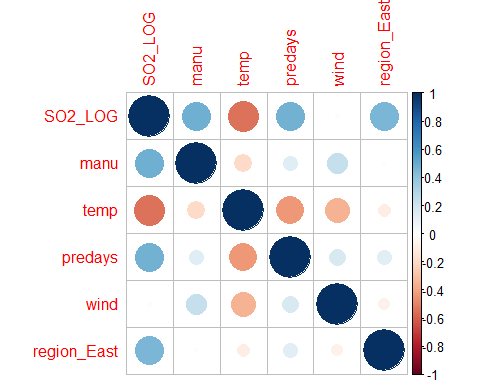 SO2_LOG
manu
temp
predays
wind
region_East
SO2_LOG
manu
temp
predays
wind
region_East
1
0.8
0.6
0.4
0.2
0
-0.2
-0.4
-0.6
-0.8
-1